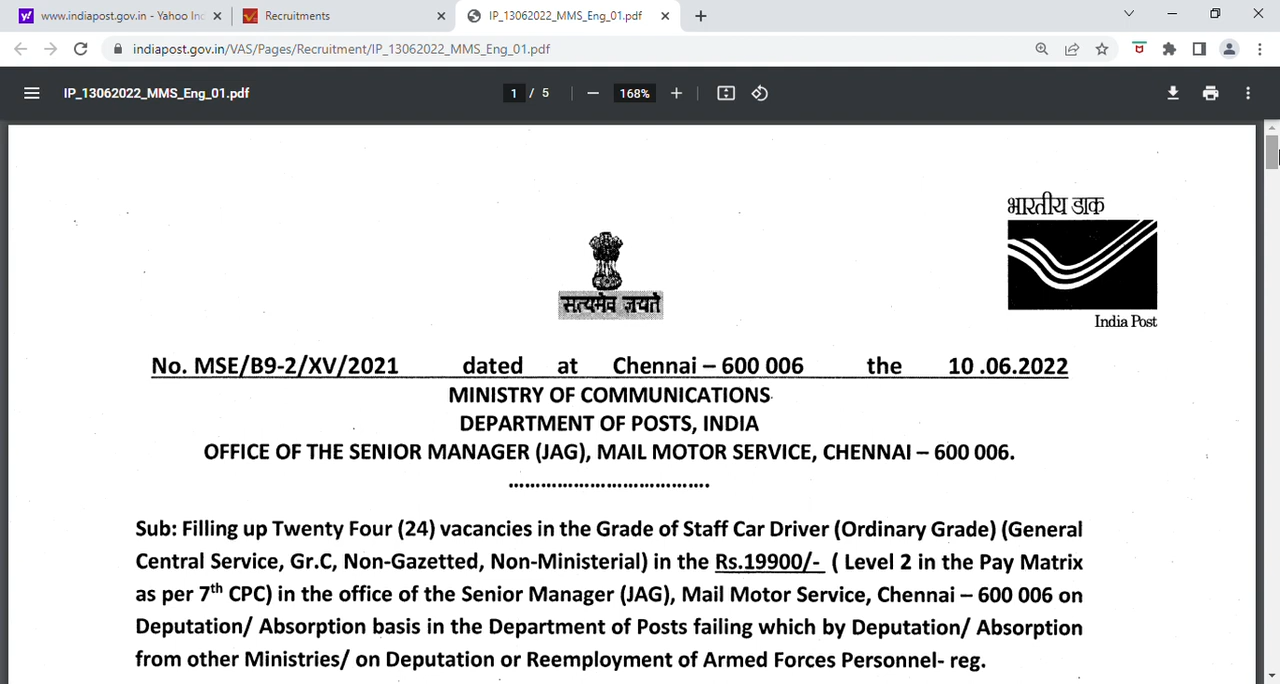 www.indiapost.gov.in - Yahoo Inc
Recruitments
IP_13062022_MMS_Eng_01.pdf
indiapost.gov.in/VAS/Pages/Recruitment/IP_13062022_MMS_Eng_01.pdf
IP_13062022_MMS_Eng_01.pdf
1 / 5
168%
भारतीय डाक
सत्यमेव जयते
India Post
No. MSE/B9-2/XV/2021 dated at Chennai – 600 006 the 10 .06.2022
MINISTRY OF COMMUNICATIONS
DEPARTMENT OF POSTS, INDIA
OFFICE OF THE SENIOR MANAGER (JAG), MAIL MOTOR SERVICE, CHENNAI – 600 006.
......................................
Sub: Filling up Twenty Four (24) vacancies in the Grade of Staff Car Driver (Ordinary Grade) (General
Central Service, Gr.C, Non-Gazetted, Non-Ministerial) in the Rs.19900/- ( Level 2 in the Pay Matrix
as per 7th CPC) in the office of the Senior Manager (JAG), Mail Motor Service, Chennai – 600 006 on
Deputation/ Absorption basis in the Department of Posts failing which by Deputation/ Absorption
from other Ministries/ on Deputation or Reemployment of Armed Forces Personnel- reg.